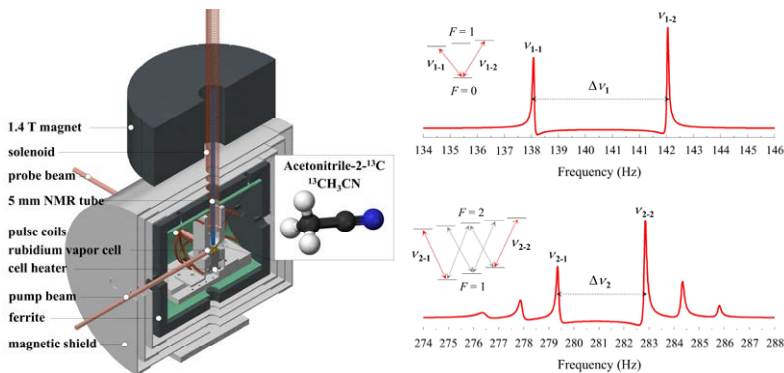 1.4 T magnet
solenoid
probe beam
5 mm NMR tube
pulse coils
rubidium vapor cell
cell heater
pump beam
ferrite
magnetic shield
Acetonitrile-2-¹³C
¹³CH₃CN
F = 1
ν₁₋₁ ν₁₋₂
F = 0
ν₁₋₁
ν₁₋₂
Δν₁
134 135 136 137 138 139 140 141 142 143 144 145 146
Frequency (Hz)
F = 2
ν₂₋₁ ν₂₋₂
F = 1
ν₂₋₁
ν₂₋₂
Δν₂
274 275 276 277 278 279 280 281 282 283 284 285 286 287 288
Frequency (Hz)